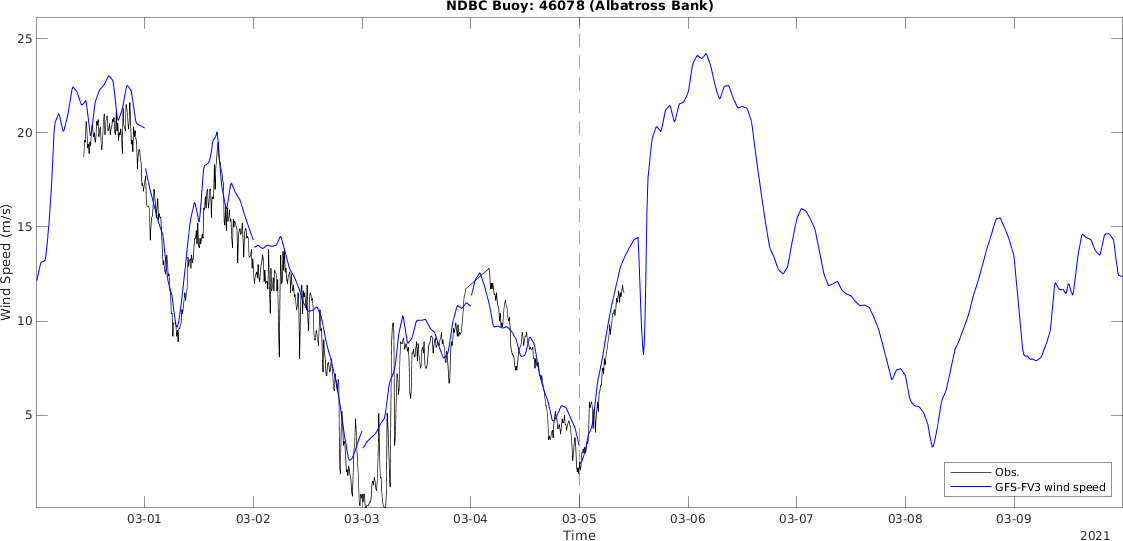 NDBC Buoy: 46078 (Albatross Bank)
25
20
15
10
5
Wind Speed (m/s)
Obs.
GFS-FV3 wind speed
03-01 03-02 03-03 03-04 03-05 03-06 03-07 03-08 03-09
Time
2021